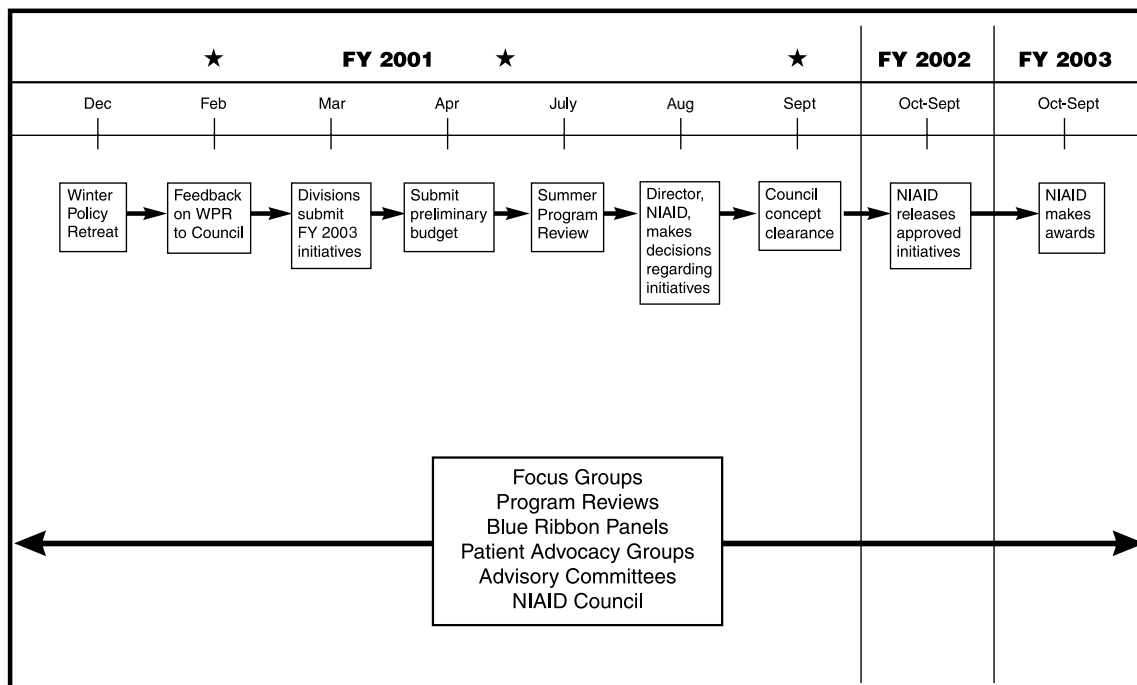 ★ FY 2001 ★ ★ FY 2002 FY 2003
Dec Feb Mar Apr July Aug Sept Oct-Sept Oct-Sept
Winter
Policy
Retreat
Feedback
on WPR
to Council
Divisions
submit
FY 2003
initiatives
Submit
preliminary
budget
Summer
Program
Review
Director,
NIAID,
makes
decisions
regarding
initiatives
Council
concept
clearance
NIAID
releases
approved
initiatives
NIAID
makes
awards
Focus Groups
Program Reviews
Blue Ribbon Panels
Patient Advocacy Groups
Advisory Committees
NIAID Council